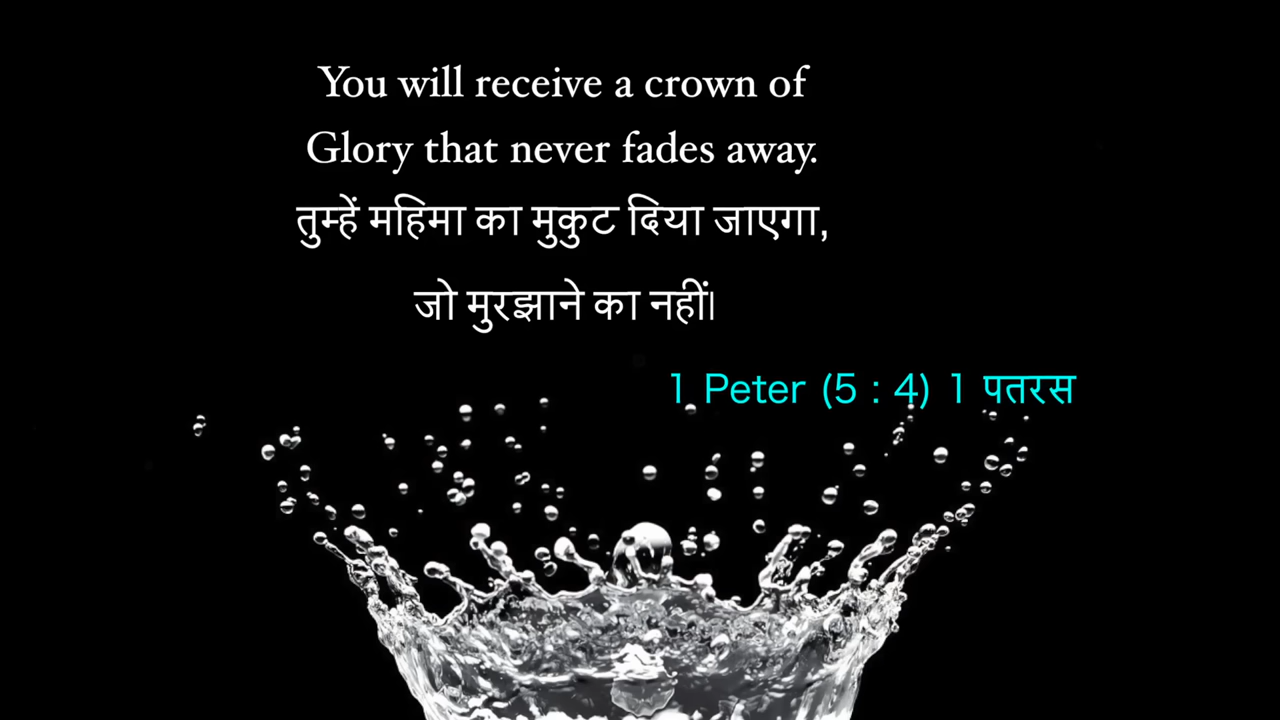 You will receive a crown of
Glory that never fades away.
तुम्हें महिमा का मुकुट दिया जाएगा,
जो मुरझाने का नहीं।
1 Peter (5 : 4) 1 पतरस